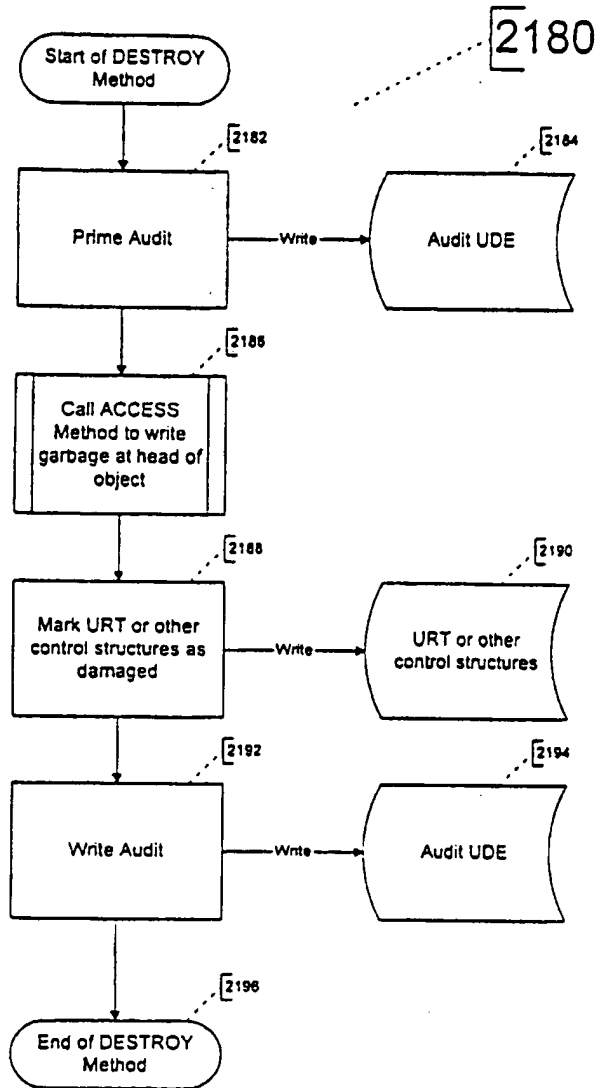 2180
Start of DESTROY
Method
2182
Prime Audit
Write
2184
Audit UDE
2186
Call ACCESS
Method to write
garbage at head of
object
2188
Mark URT or other
control structures as
damaged
Write
2190
URT or other
control structures
2192
Write Audit
Write
2194
Audit UDE
2196
End of DESTROY
Method